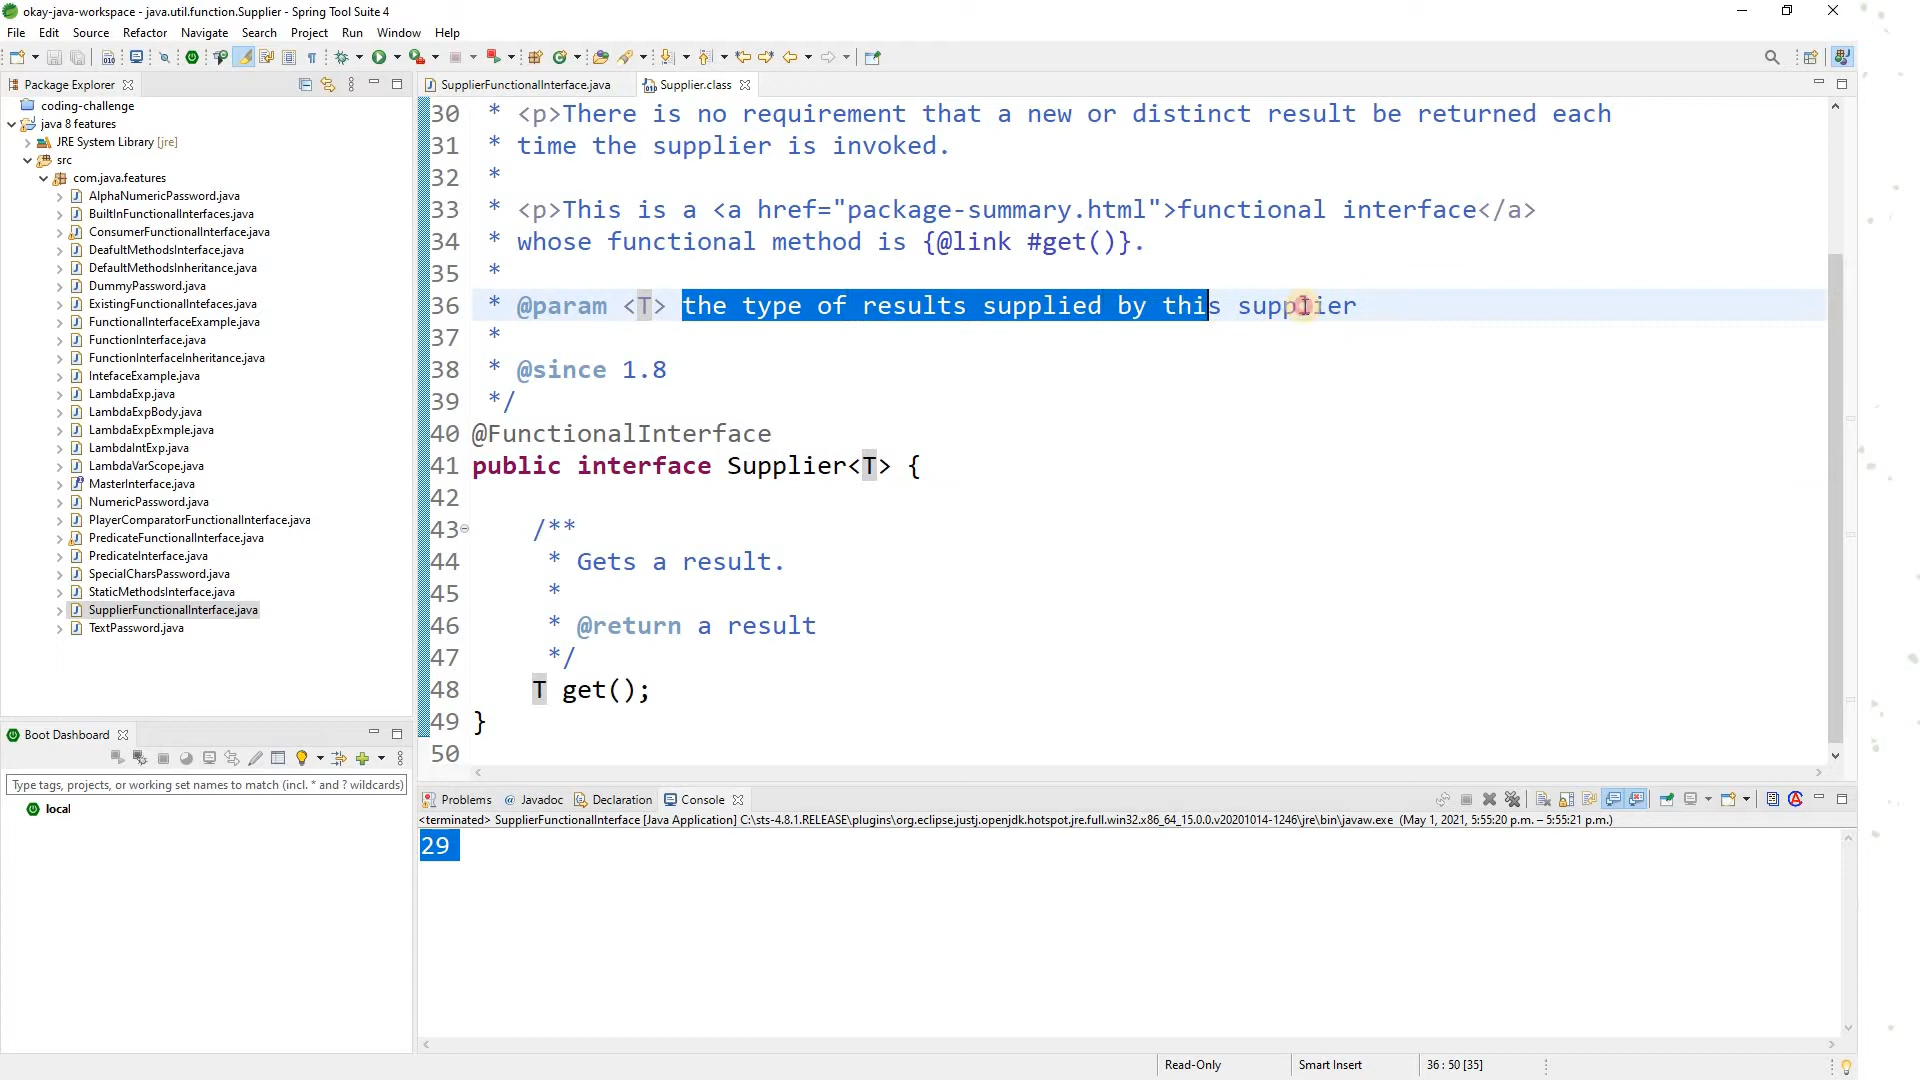 okay-java-workspace - java.util.function.Supplier - Spring Tool Suite 4
File Edit Source Refactor Navigate Search Project Run Window Help
Package Explorer
coding-challenge
java 8 features
JRE System Library [jre]
src
com.java.features
AlphaNumericPassword.java
BuiltInFunctionalInterfaces.java
ConsumerFunctionalInterface.java
DeafultMethodsInterface.java
DefaultMethodsInheritance.java
DummyPassword.java
ExistingFunctionalInterfaces.java
FunctionalInterfaceExample.java
FunctionInterface.java
FunctionInterfaceInheritance.java
IntefaceExample.java
LambdaExp.java
LambdaExpBody.java
LambdaExpExmple.java
LambdaIntExp.java
LambdaVarScope.java
MasterInterface.java
NumericPassword.java
PlayerComparatorFunctionalInterface.java
PredicateFunctionalInterface.java
PredicateInterface.java
SpecialCharsPassword.java
StaticMethodsInterface.java
SupplierFunctionalInterface.java
TextPassword.java
Boot Dashboard
Type tags, projects, or working set names to match (incl. * and ? wildcards)
local
SupplierFunctionalInterface.java Supplier.class
30 * <p>There is no requirement that a new or distinct result be returned each
31 * time the supplier is invoked.
32 *
33 * <p>This is a <a href="package-summary.html">functional interface</a>
34 * whose functional method is {@link #get()}.
35 *
36 * @param <T> the type of results supplied by this supplier
37 *
38 * @since 1.8
39 */
40 @FunctionalInterface
41 public interface Supplier<T> {
42
43 /**
44 * Gets a result.
45 *
46 * @return a result
47 */
48 T get();
49 }
50
Problems Javadoc Declaration Console
<terminated> SupplierFunctionalInterface [Java Application] C:\sts-4.8.1.RELEASE\plugins\org.eclipse.justj.openjdk.hotspot.jre.full.win32.x86_64_15.0.0.v20201014-1246\jre\bin\javaw.exe (May 1, 2021, 5:55:20 p.m. – 5:55:21 p.m.)
29
Read-Only Smart Insert 36 : 50 [35]